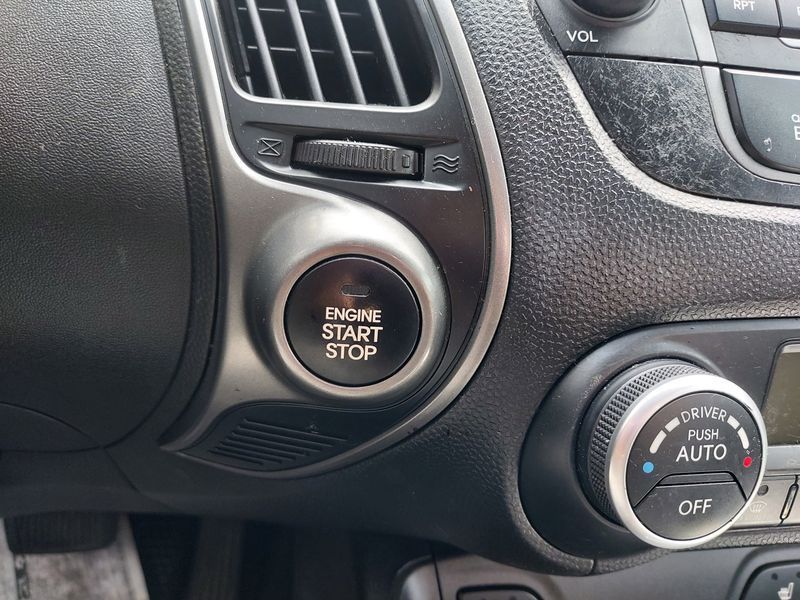 RPT
VOL
ENGINE
START
STOP
DRIVER
PUSH
AUTO
OFF